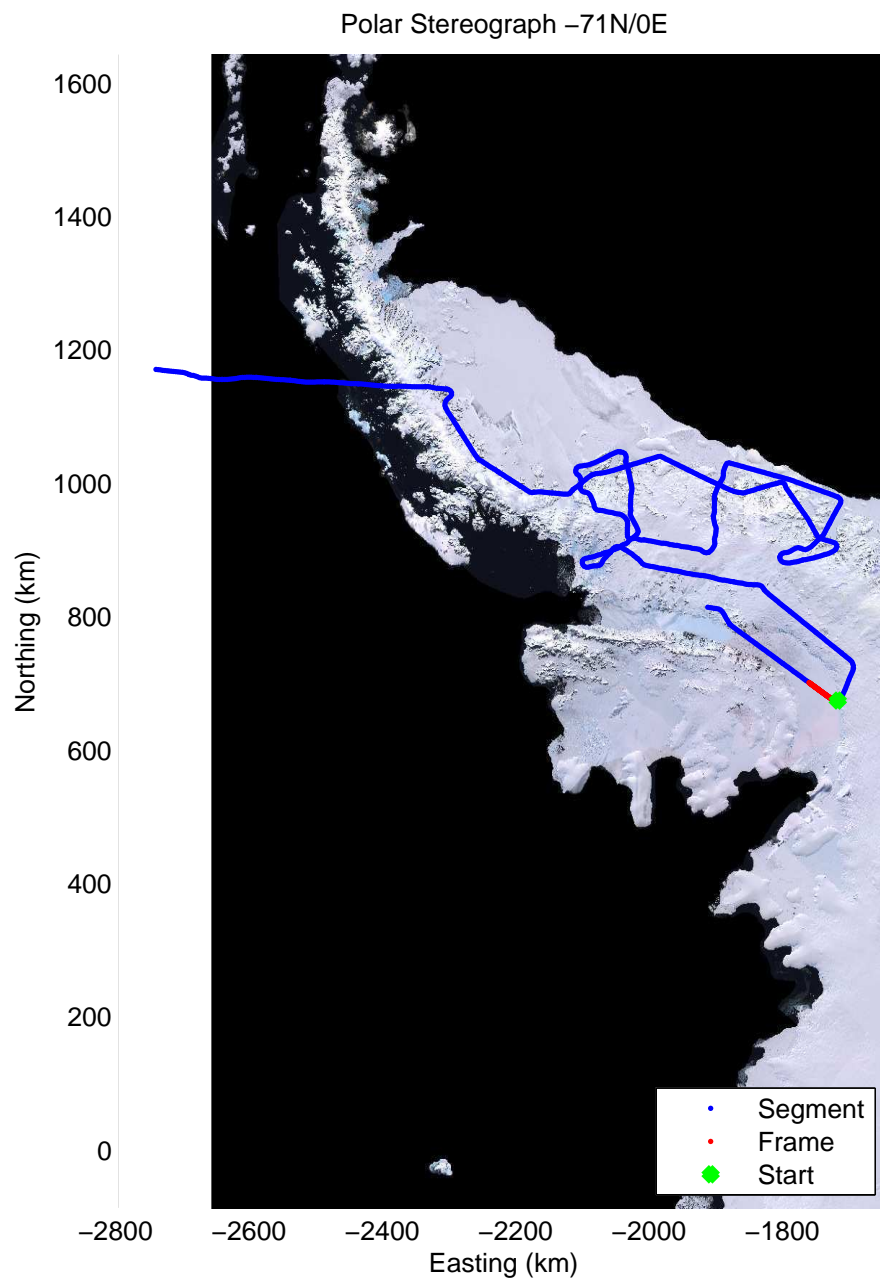 Polar Stereograph −71N/0E
1600
1400
1200
1000
800
600
400
200
0
Northing (km)
−2800 −2600 −2400 −2200 −2000 −1800
Easting (km)
Segment
Frame
Start